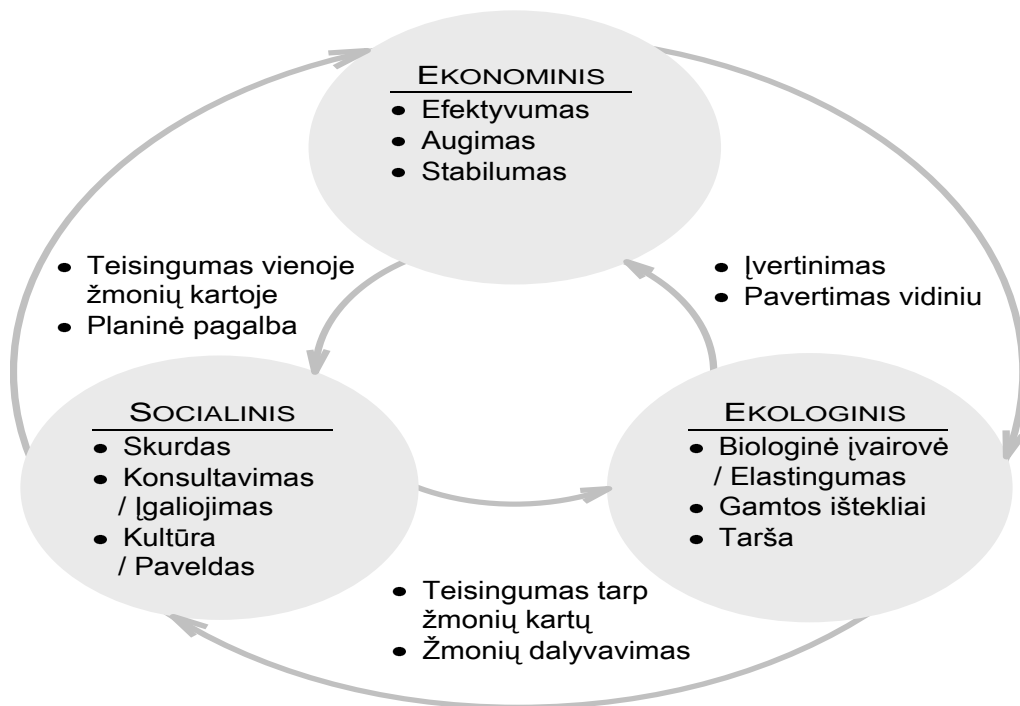 EKONOMINIS
• Efektyvumas
• Augimas
• Stabilumas
• Teisingumas vienoje
žmonių kartoje
• Planinė pagalba
• Įvertinimas
• Pavertimas vidiniu
SOCIALINIS
• Skurdas
• Konsultavimas
/ Įgaliojimas
• Kultūra
/ Paveldas
EKOLOGINIS
• Biologinė įvairovė
/ Elastingumas
• Gamtos ištekliai
• Tarša
• Teisingumas tarp
žmonių kartų
• Žmonių dalyvavimas